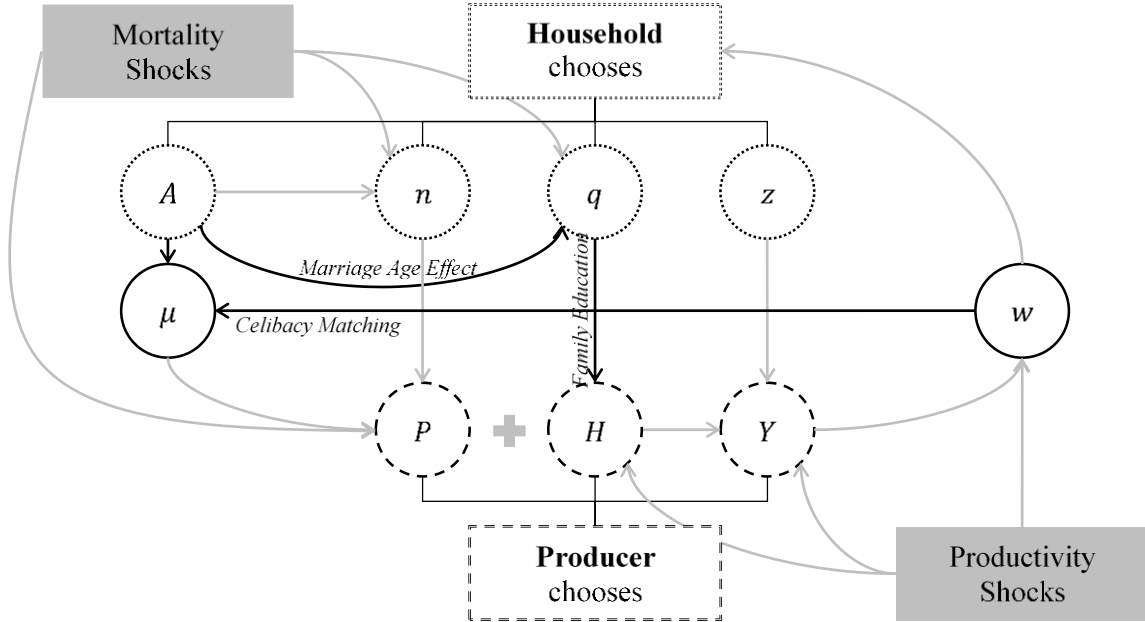 Mortality
Shocks
Household
chooses
A
n
q
z
Marriage Age Effect
Family Education
μ
Celibacy Matching
w
P
H
Y
Producer
chooses
Productivity
Shocks